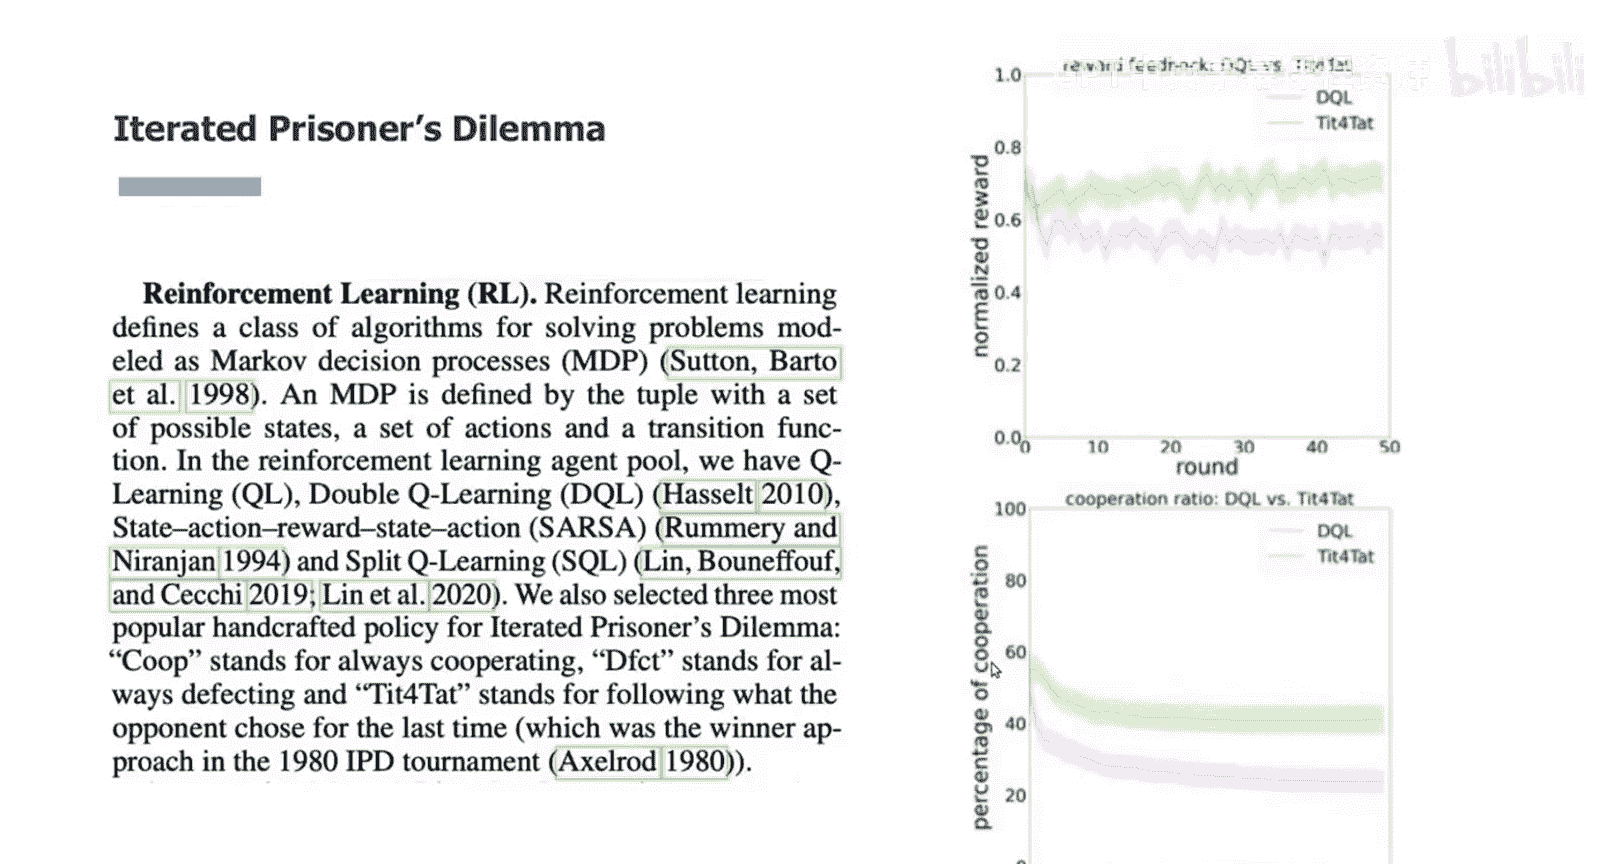 Iterated Prisoner's Dilemma
Reinforcement Learning (RL). Reinforcement learning
defines a class of algorithms for solving problems mod-
eled as Markov decision processes (MDP) (Sutton, Barto
et al. 1998). An MDP is defined by the tuple with a set
of possible states, a set of actions and a transition func-
tion. In the reinforcement learning agent pool, we have Q-
Learning (QL), Double Q-Learning (DQL) (Hasselt 2010),
State–action–reward–state–action (SARSA) (Rummery and
Niranjan 1994) and Split Q-Learning (SQL) (Lin, Bouneffouf,
and Cecchi 2019; Lin et al. 2020). We also selected three most
popular handcrafted policy for Iterated Prisoner's Dilemma:
“Coop” stands for always cooperating, “Dfct” stands for al-
ways defecting and “Tit4Tat” stands for following what the
opponent chose for the last time (which was the winner ap-
proach in the 1980 IPD tournament (Axelrod 1980)).
bilibili
reward feedback: DQL vs. Tit4Tat
DQL
Tit4Tat
normalized reward
1.0
0.8
0.6
0.4
0.2
0.0
0 10 20 30 40 50
round
cooperation ratio: DQL vs. Tit4Tat
DQL
Tit4Tat
percentage of cooperation
100
80
60
40
20
0